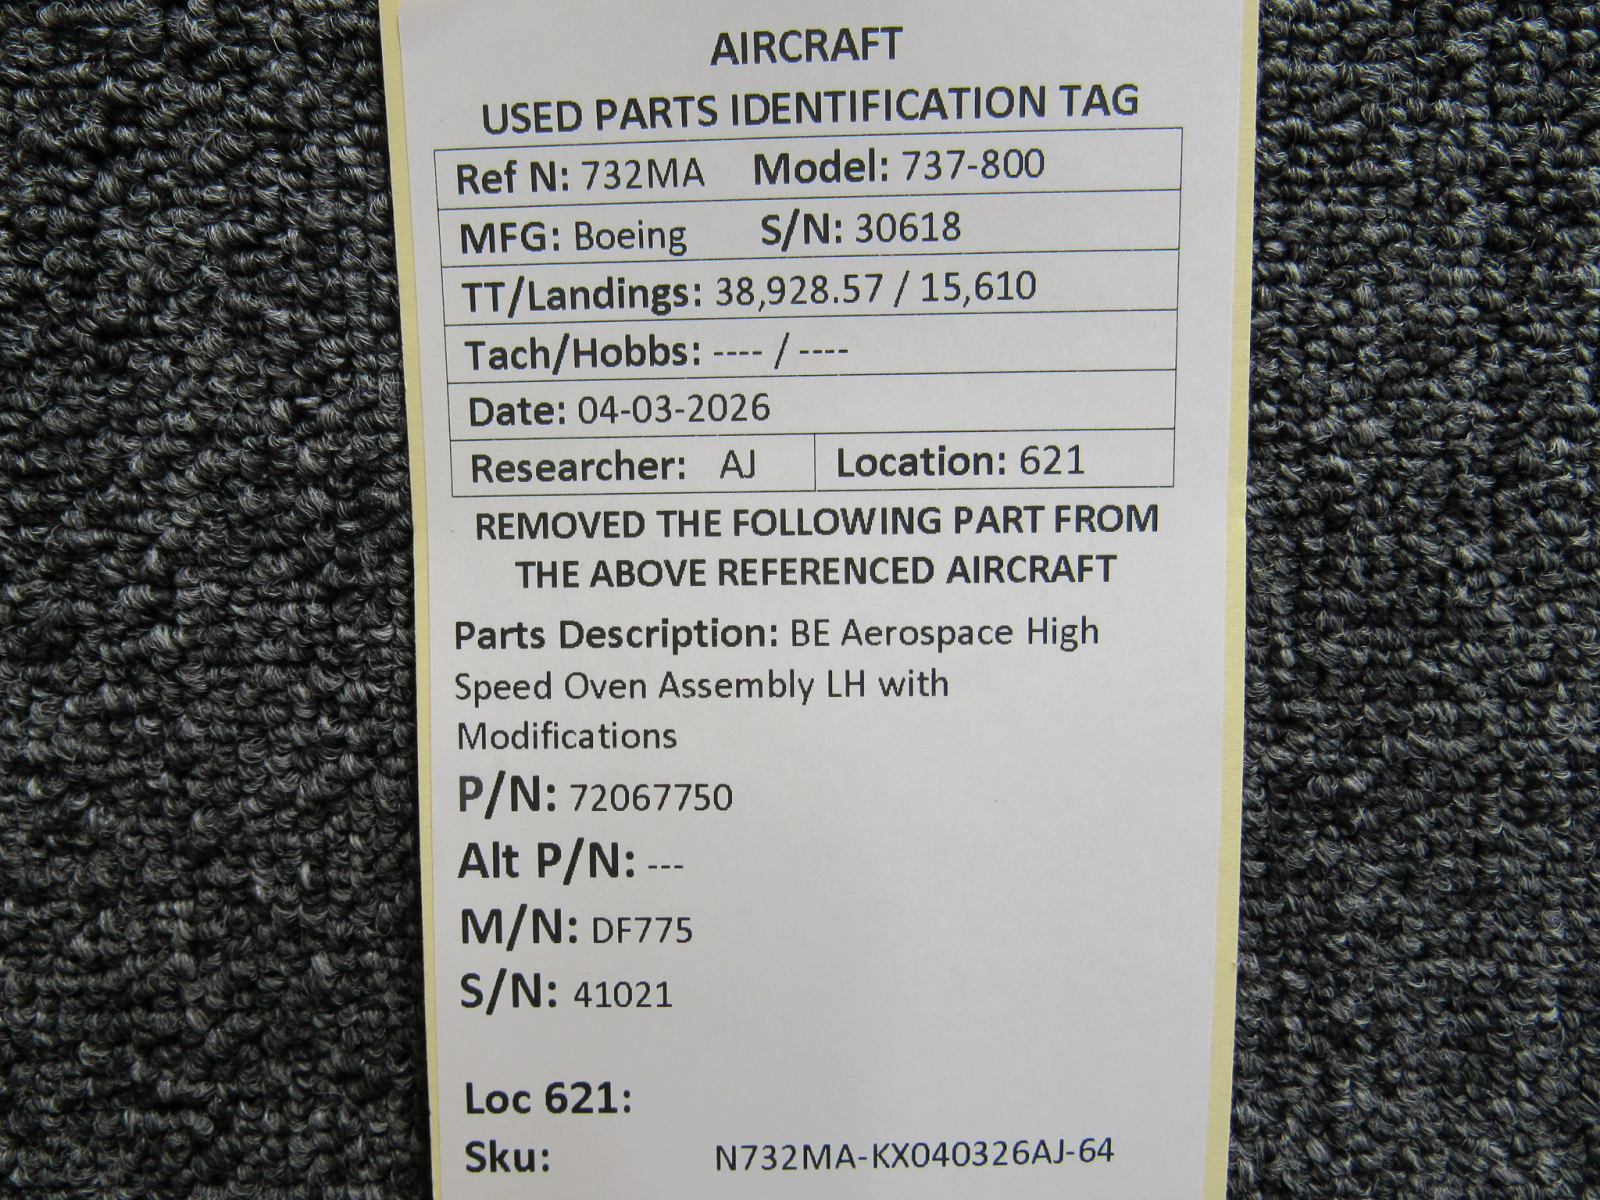 AIRCRAFT
USED PARTS IDENTIFICATION TAG
Ref N: 732MA Model: 737-800
MFG: Boeing S/N: 30618
TT/Landings: 38,928.57 / 15,610
Tach/Hobbs: ---- / ----
Date: 04-03-2026
Researcher: AJ Location: 621
REMOVED THE FOLLOWING PART FROM
THE ABOVE REFERENCED AIRCRAFT
Parts Description: BE Aerospace High
Speed Oven Assembly LH with
Modifications
P/N: 72067750
Alt P/N: ---
M/N: DF775
S/N: 41021
Loc 621:
Sku: N732MA-KX040326AJ-64